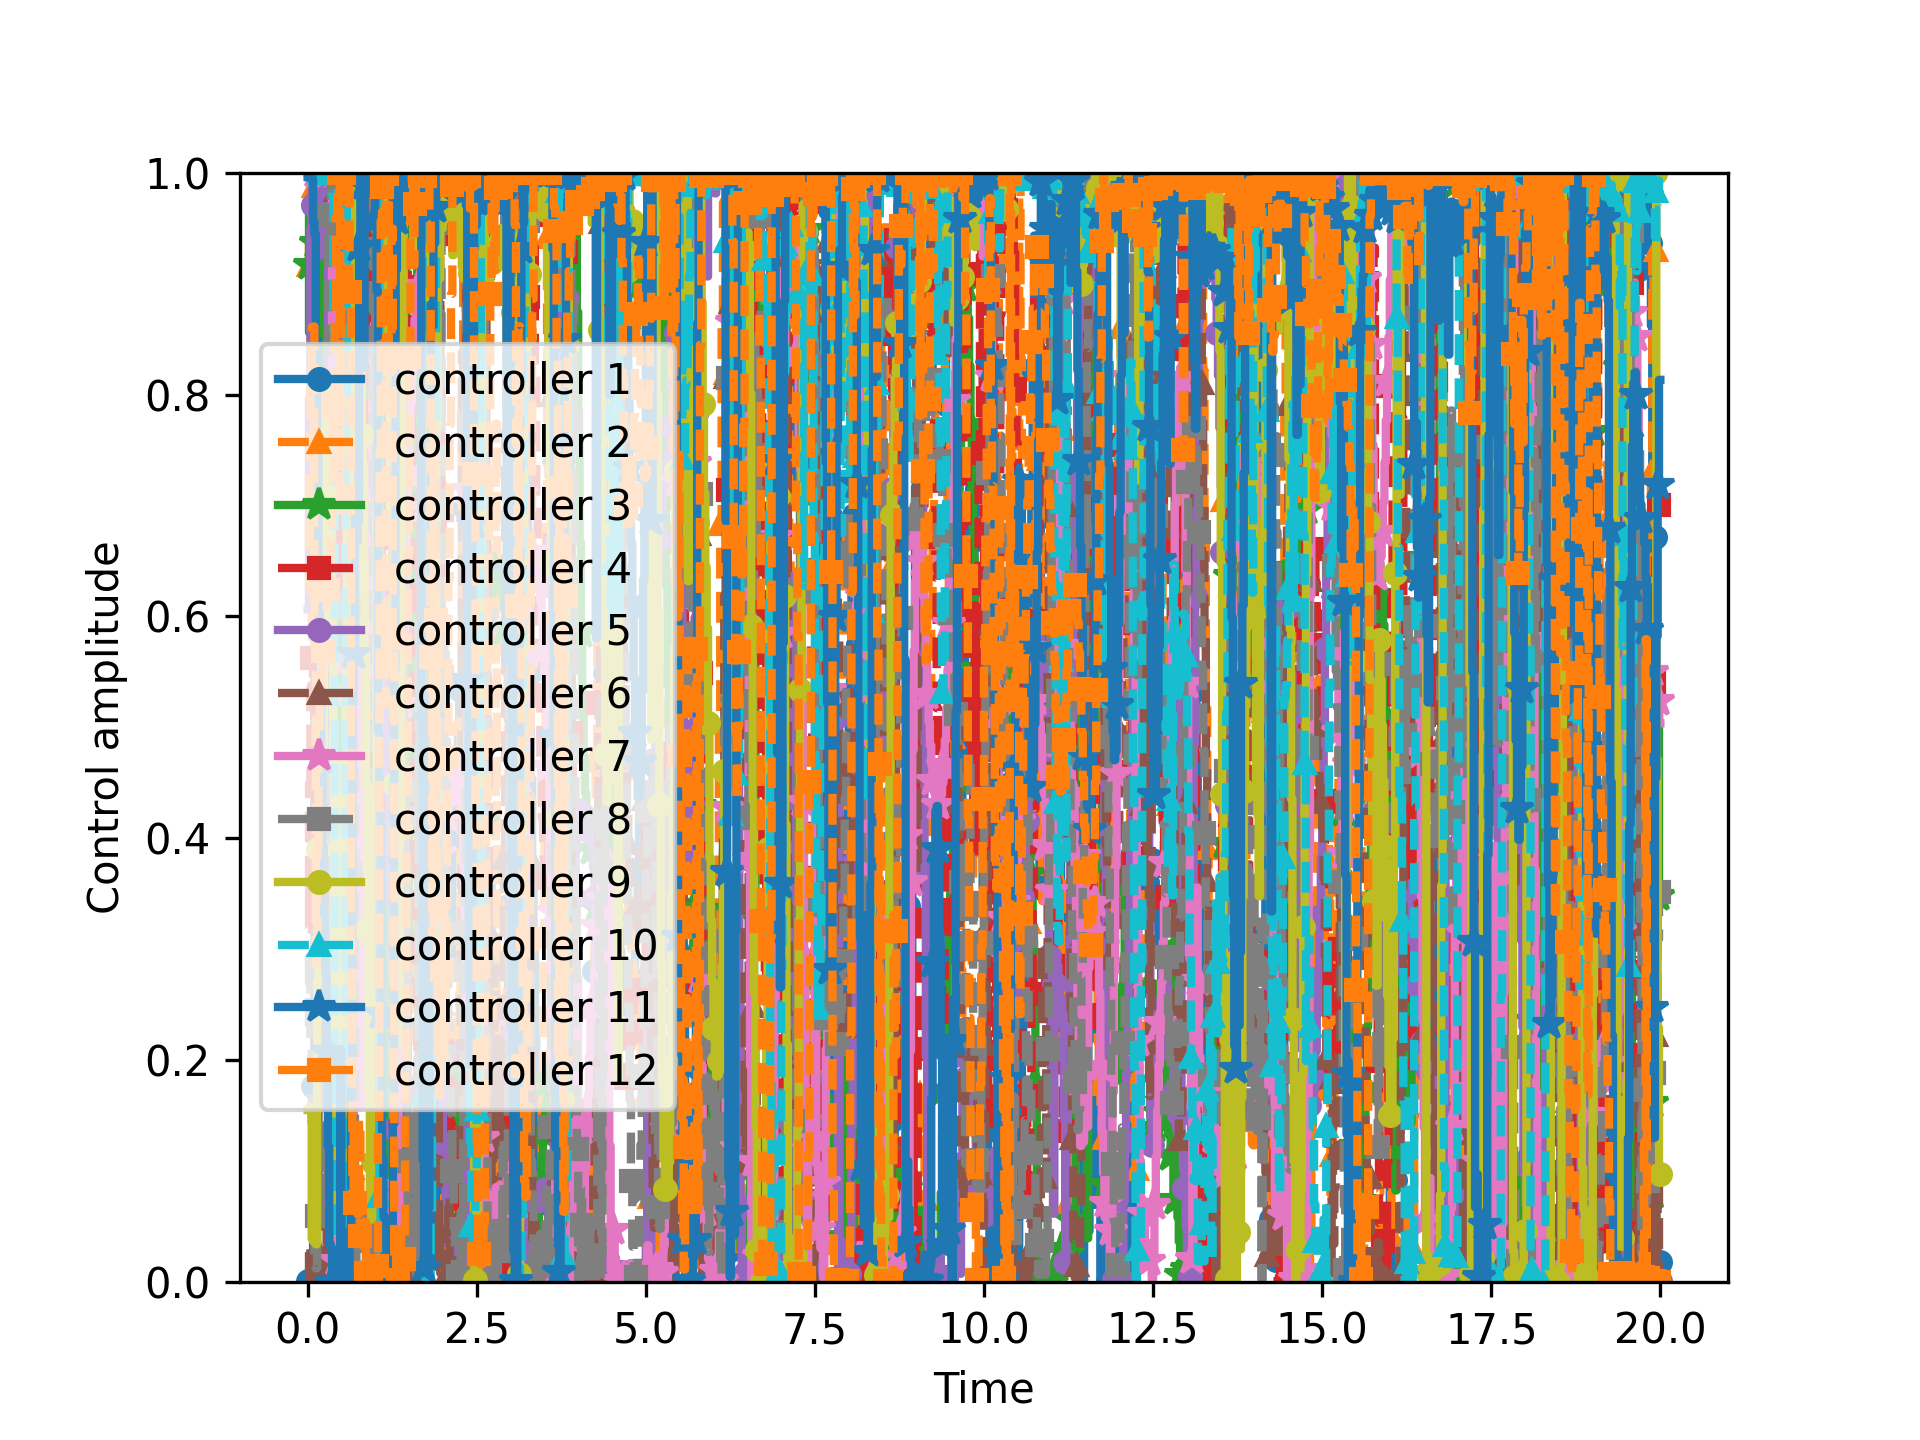 1.0
0.8
0.6
0.4
0.2
0.0
Control amplitude
controller 1
controller 2
controller 3
controller 4
controller 5
controller 6
controller 7
controller 8
controller 9
controller 10
controller 11
controller 12
0.0 2.5 5.0 7.5 10.0 12.5 15.0 17.5 20.0
Time